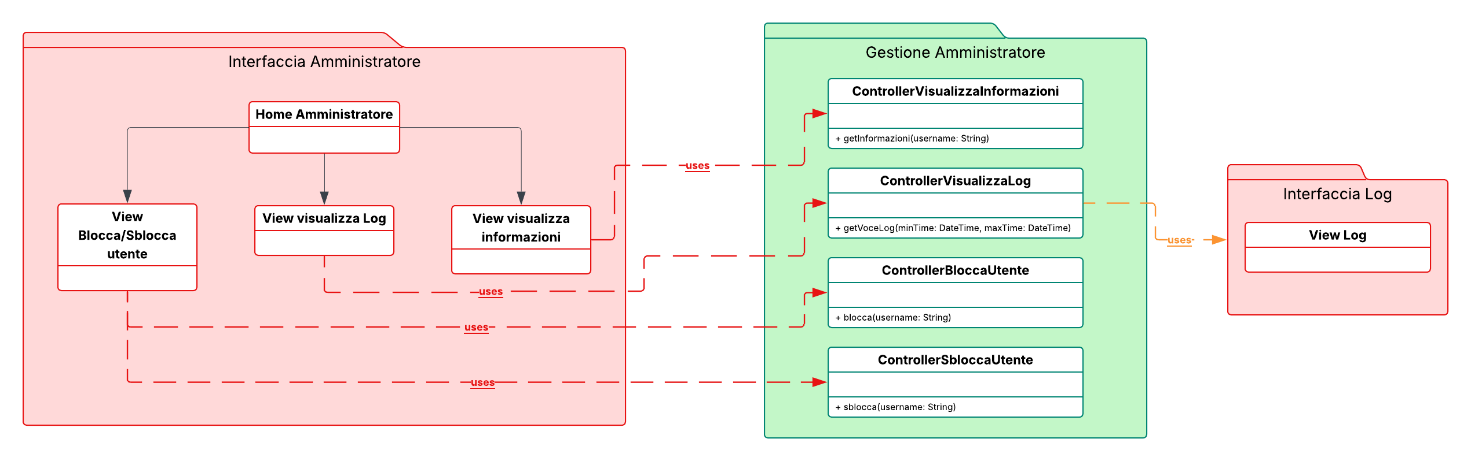 Interfaccia Amministratore
Home Amministratore
View
Blocca/Sblocca
utente
View visualizza Log
View visualizza
informazioni
uses
uses
uses
uses
Gestione Amministratore
ControllerVisualizzaInformazioni
+ getInformazioni(username: String)
ControllerVisualizzaLog
+ getVoceLog(minTime: DateTime, maxTime: DateTime)
ControllerBloccaUtente
+ blocca(username: String)
ControllerSbloccaUtente
+ sblocca(username: String)
uses
Interfaccia Log
View Log